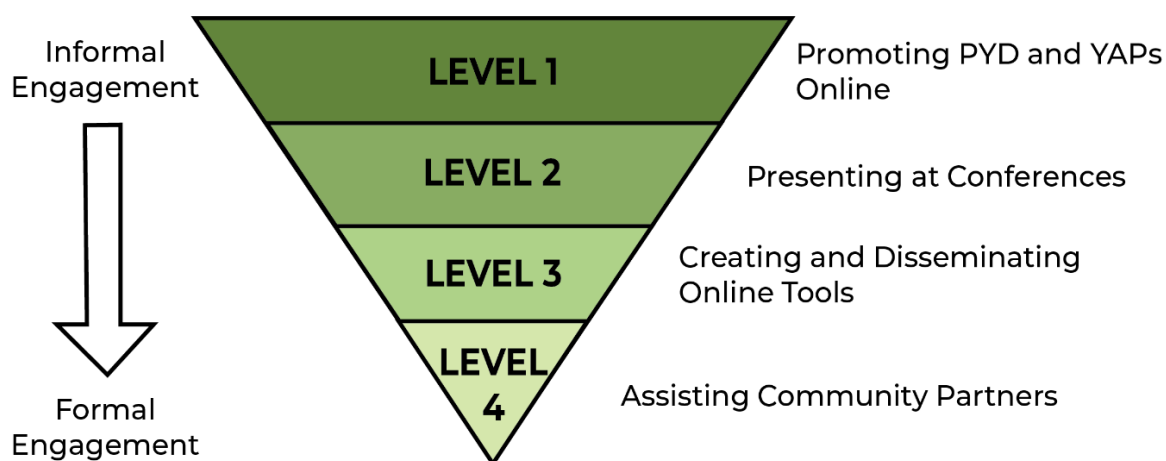 Informal
Engagement
LEVEL 1
Promoting PYD and YAPs
Online
LEVEL 2
Presenting at Conferences
LEVEL 3
Creating and Disseminating
Online Tools
LEVEL
4
Assisting Community Partners
Formal
Engagement